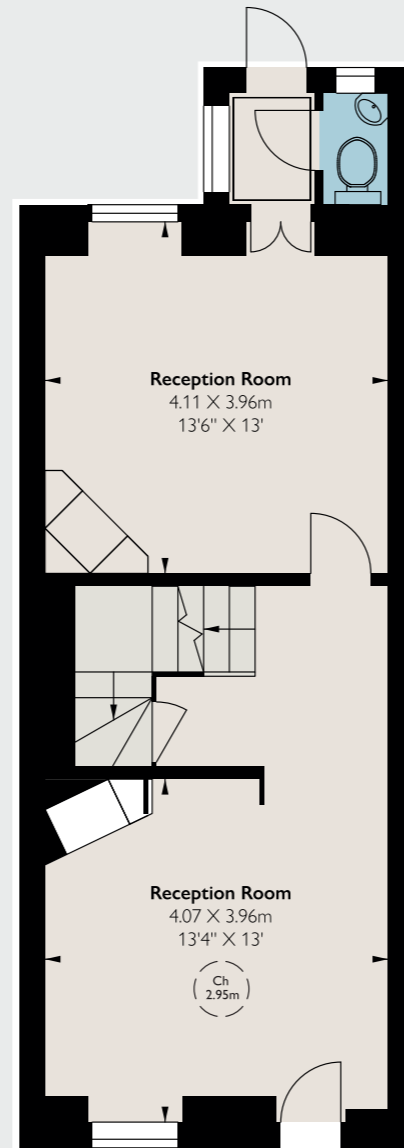 Reception Room
4.11 X 3.96m
13'6" X 13'
Reception Room
4.07 X 3.96m
13'4" X 13'
Ch
2.95m